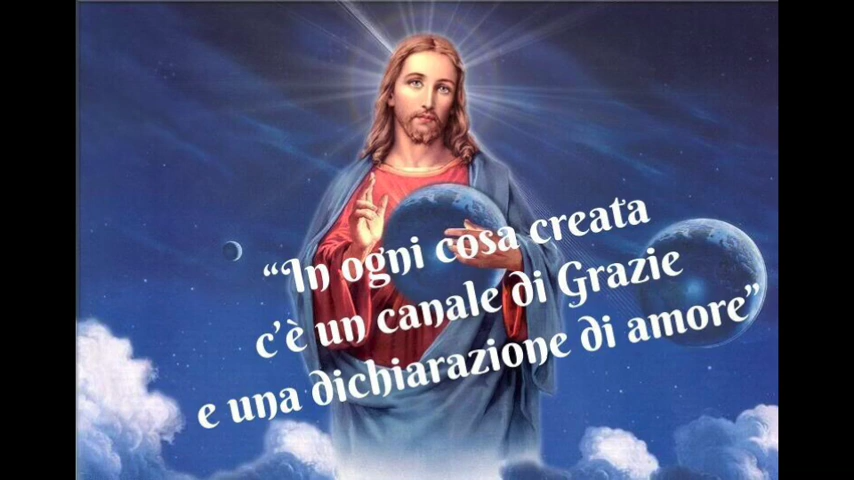 “In ogni cosa creata
c’è un canale di Grazie
e una dichiarazione di amore”